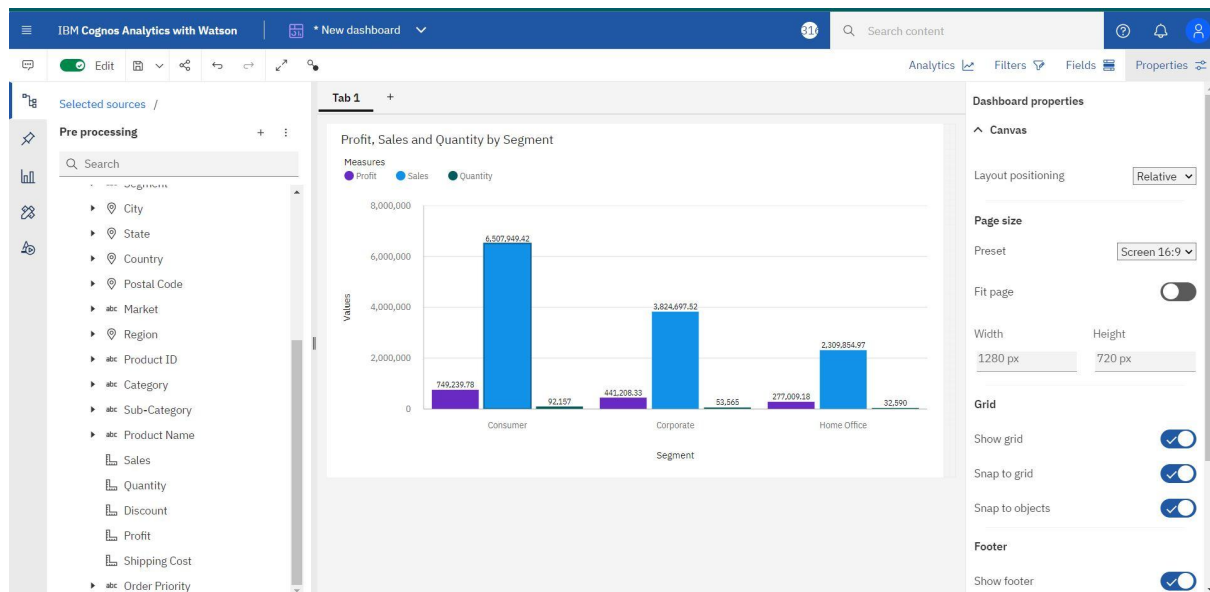 IBM Cognos Analytics with Watson
* New dashboard
Search content
Edit
Analytics
Filters
Fields
Properties
Selected sources /
Pre processing
Search
Segment
City
State
Country
Postal Code
abc Market
Region
abc Product ID
abc Category
abc Sub-Category
abc Product Name
Sales
Quantity
Discount
Profit
Shipping Cost
abc Order Priority
Tab 1 +
Profit, Sales and Quantity by Segment
Measures
Profit Sales Quantity
8,000,000
6,000,000
4,000,000
2,000,000
0
Values
749,239.78
6,507,949.42
92,157
441,208.33
3,824,697.52
53,565
277,009.18
2,309,854.97
32,590
Consumer Corporate Home Office
Segment
Dashboard properties
Canvas
Layout positioning Relative
Page size
Preset Screen 16:9
Fit page
Width Height
1280 px 720 px
Grid
Show grid
Snap to grid
Snap to objects
Footer
Show footer